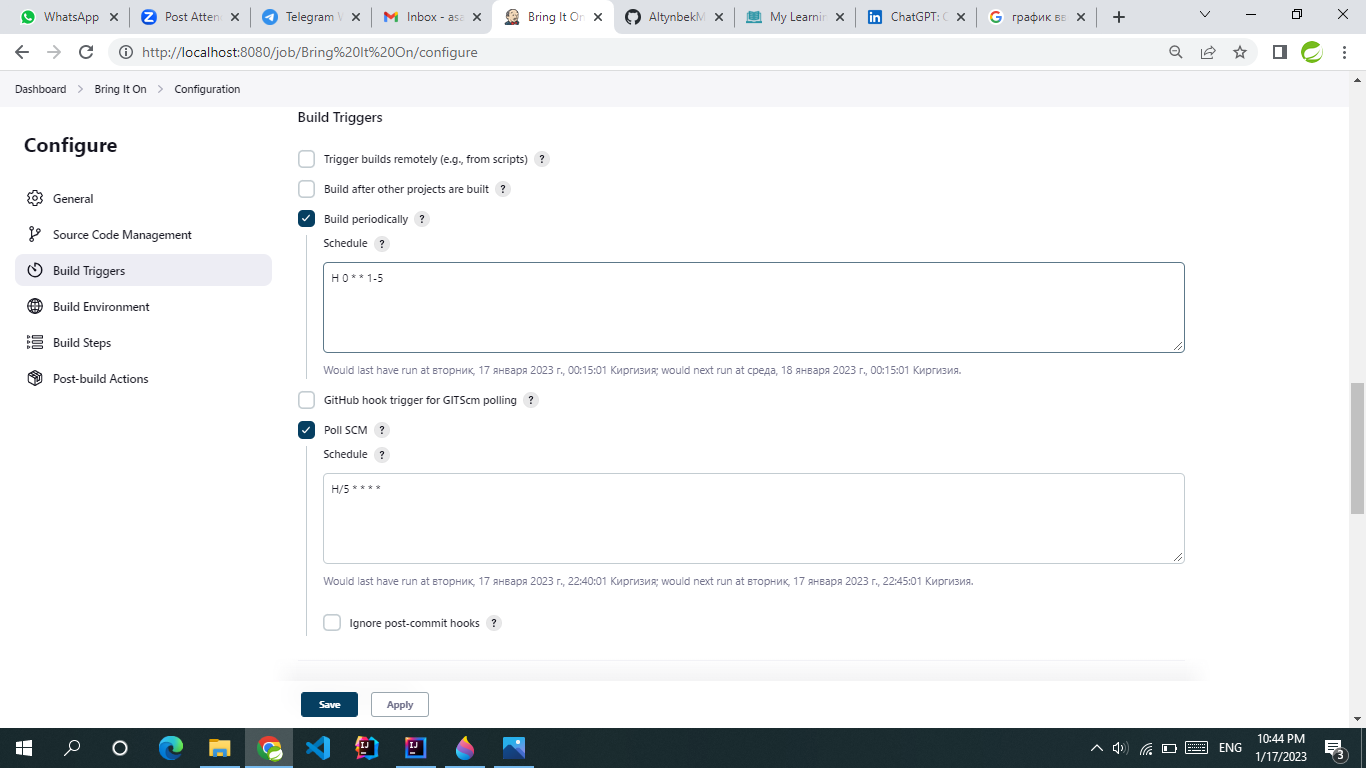 WhatsApp
Post Atten
Telegram W
Inbox - asa
Bring It On
AltynbekM
My Learnin
ChatGPT: C
график вв
http://localhost:8080/job/Bring%20It%20On/configure
Dashboard > Bring It On > Configuration
Configure
General
Source Code Management
Build Triggers
Build Environment
Build Steps
Post-build Actions
Build Triggers
Trigger builds remotely (e.g., from scripts) ?
Build after other projects are built ?
Build periodically ?
Schedule ?
H 0 * * 1-5
Would last have run at вторник, 17 января 2023 г., 00:15:01 Киргизия; would next run at среда, 18 января 2023 г., 00:15:01 Киргизия.
GitHub hook trigger for GITScm polling ?
Poll SCM ?
Schedule ?
H/5 * * * *
Would last have run at вторник, 17 января 2023 г., 22:40:01 Киргизия; would next run at вторник, 17 января 2023 г., 22:45:01 Киргизия.
Ignore post-commit hooks ?
Save
Apply
ENG
10:44 PM
1/17/2023
3